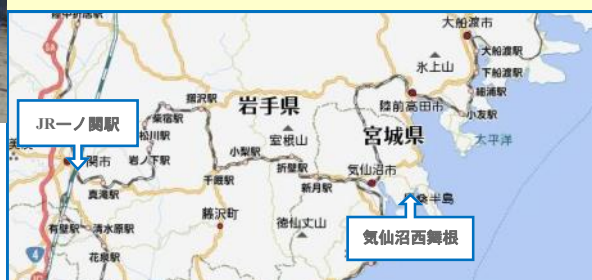 大船渡市
大船渡駅
氷上山
下船渡駅
細浦駅
陸前高田市
小友駅
太平洋
摺沢駅
岩手県
宮城県
JR一ノ関駅
柴宿駅
松川駅
室根山
関市
岩ノ下駅
小梨駅
折壁駅
気仙沼市
真滝駅
千厩駅
新月駅
半島
藤沢町
徳仙丈山
気仙沼西舞根
有壁駅
清水原駅
4
花泉駅